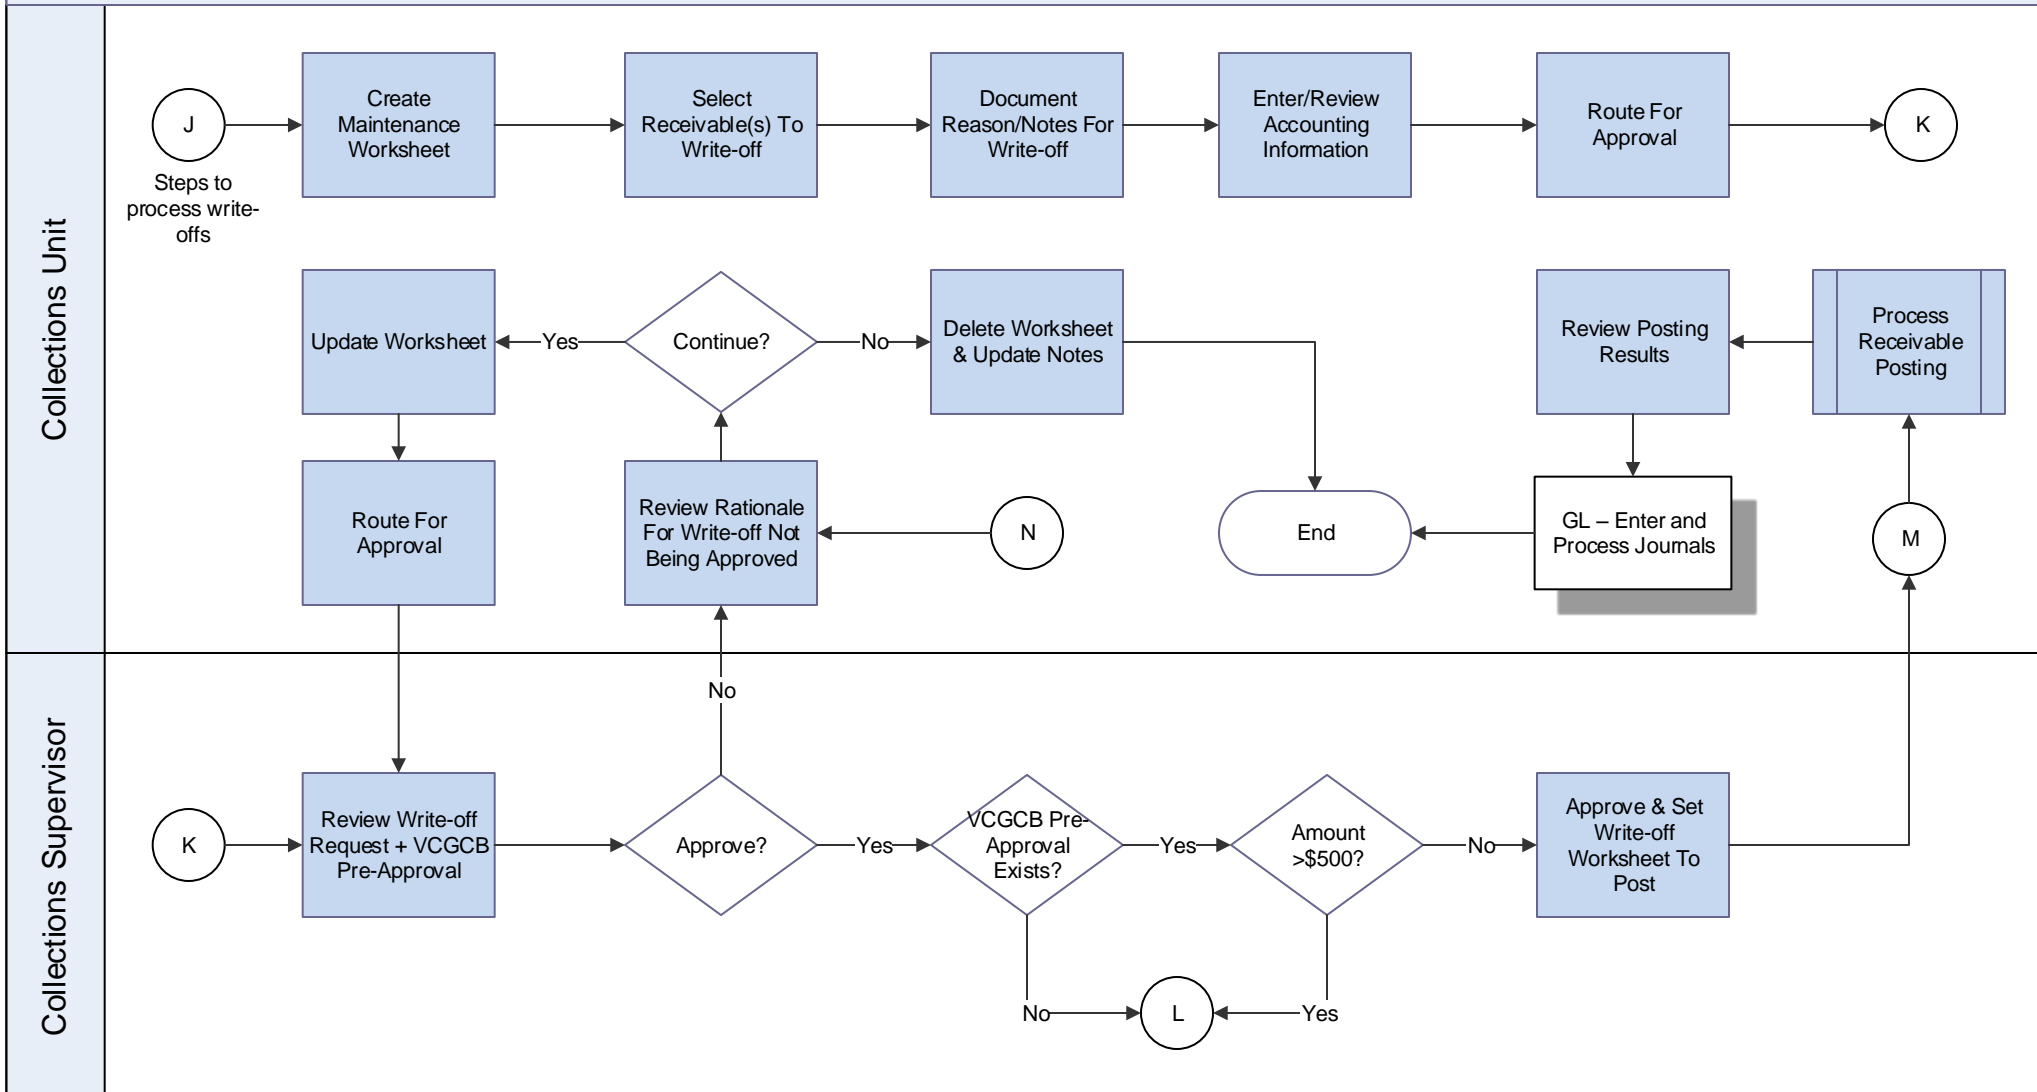 Collections Unit
J
Steps to
process write-
offs
Create
Maintenance
Worksheet
Select
Receivable(s) To
Write-off
Document
Reason/Notes For
Write-off
Enter/Review
Accounting
Information
Route For
Approval
K
Update Worksheet
Yes
Continue?
No
Delete Worksheet
& Update Notes
Review Posting
Results
Process
Receivable
Posting
Route For
Approval
Review Rationale
For Write-off Not
Being Approved
N
End
GL – Enter and
Process Journals
M
Collections Supervisor
No
K
Review Write-off
Request + VCGCB
Pre-Approval
Approve?
Yes
VCGCB Pre-
Approval
Exists?
Yes
Amount
>$500?
No
Approve & Set
Write-off
Worksheet To
Post
No
L
Yes